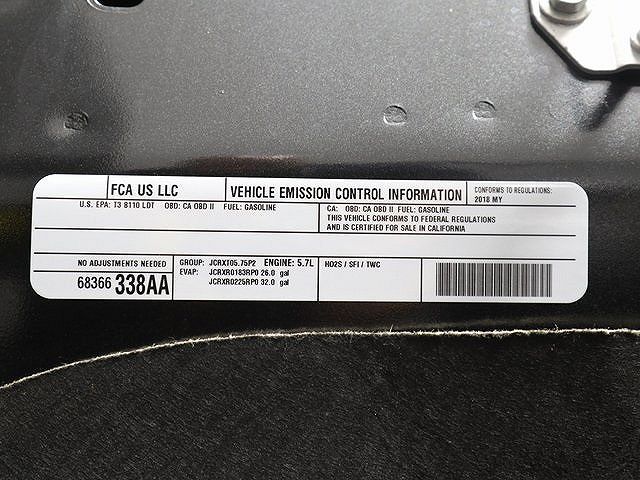 FCA US LLC
VEHICLE EMISSION CONTROL INFORMATION
CONFORMS TO REGULATIONS:
2018 MY
U.S. EPA: T3 B110 LDT OBD: CA OBD II FUEL: GASOLINE
CA: OBD: CA OBD II FUEL: GASOLINE
THIS VEHICLE CONFORMS TO FEDERAL REGULATIONS
AND IS CERTIFIED FOR SALE IN CALIFORNIA
NO ADJUSTMENTS NEEDED
68366 338AA
GROUP: JCRXT05.75P2 ENGINE: 5.7L
EVAP: JCRXR0183RP0 26.0 gal
JCRXR0225RP0 32.0 gal
HO2S / SFI / TWC